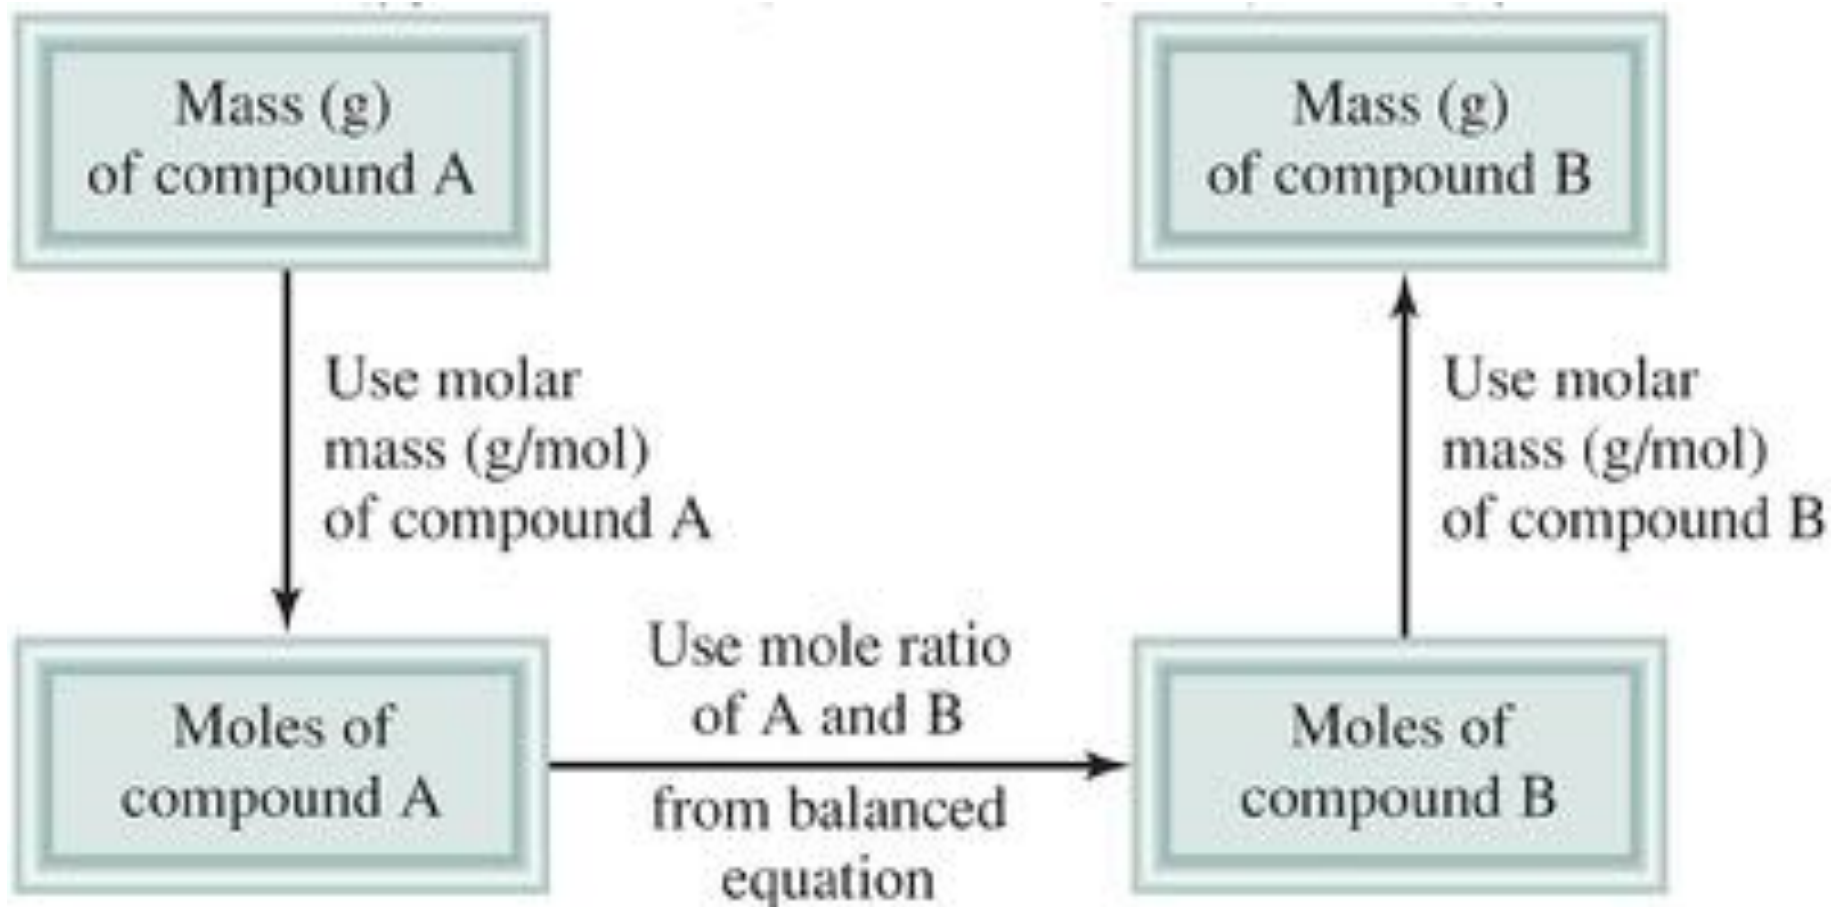 Mass (g)
of compound A
Mass (g)
of compound B
Use molar
mass (g/mol)
of compound A
Use molar
mass (g/mol)
of compound B
Moles of
compound A
Use mole ratio
of A and B
from balanced
equation
Moles of
compound B